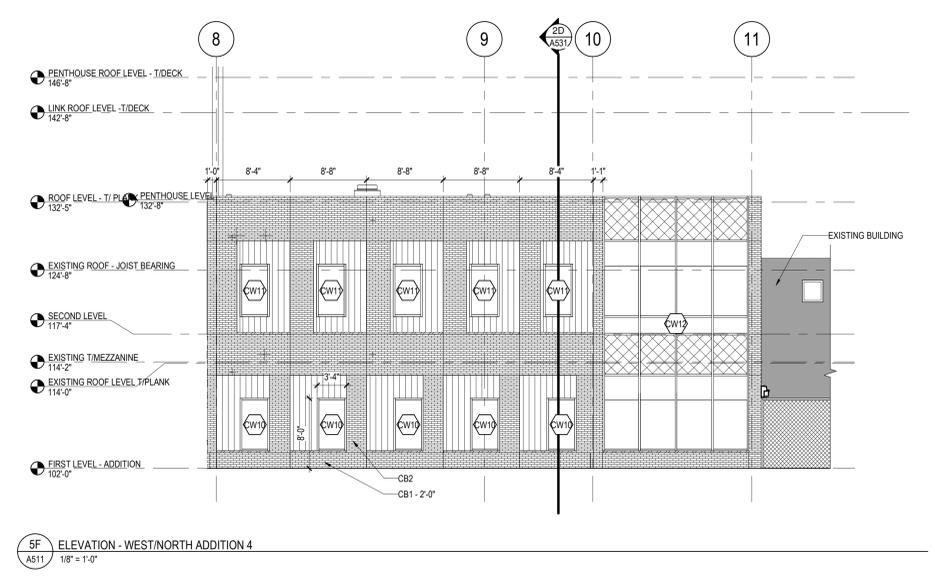 8
9
2D
A531
10
11
PENTHOUSE ROOF LEVEL - T/DECK
146'-8"
LINK ROOF LEVEL -T/DECK
142'-8"
1'-0"
8'-4"
8'-8"
8'-8"
8'-8"
8'-4"
1'-1"
ROOF LEVEL - T/ PLANK
132'-5"
PENTHOUSE LEVEL
132'-8"
EXISTING BUILDING
EXISTING ROOF - JOIST BEARING
124'-8"
CW11
CW11
CW11
CW11
CW11
SECOND LEVEL
117'-4"
CW12
EXISTING T/MEZZANINE
114'-2"
EXISTING ROOF LEVEL T/PLANK
114'-0"
3'-4"
8'-0"
CW10
CW10
CW10
CW10
CW10
FIRST LEVEL - ADDITION
102'-0"
CB2
CB1 - 2'-0"
5F
A511
ELEVATION - WEST/NORTH ADDITION 4
1/8" = 1'-0"